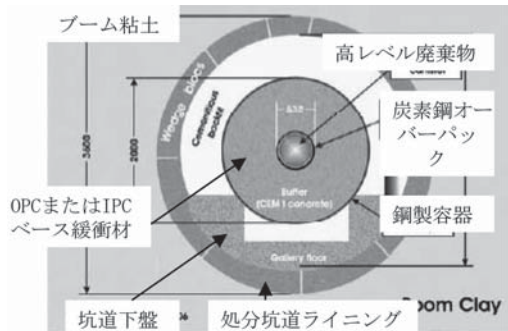 ブーム粘土
高レベル廃棄物
Wedge blocs
Cementitious
炭素鋼オー
バーパッ
ク
3600
2000
Buffer
(CEM I concrete)
OPCまたはIPC
ベース緩衝材
鋼製容器
Gallery floor
坑道下盤
処分坑道ライニング
oom Clay